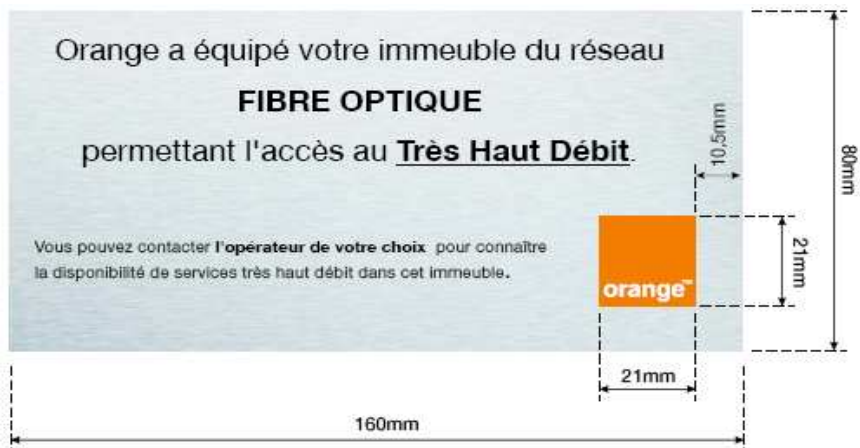 Orange a équipé votre immeuble du réseau
FIBRE OPTIQUE
permettant l'accès au Très Haut Débit.
10,5mm
80mm
Vous pouvez contacter l'opérateur de votre choix pour connaître
la disponibilité de services très haut débit dans cet immeuble.
21mm
orange™
21mm
160mm